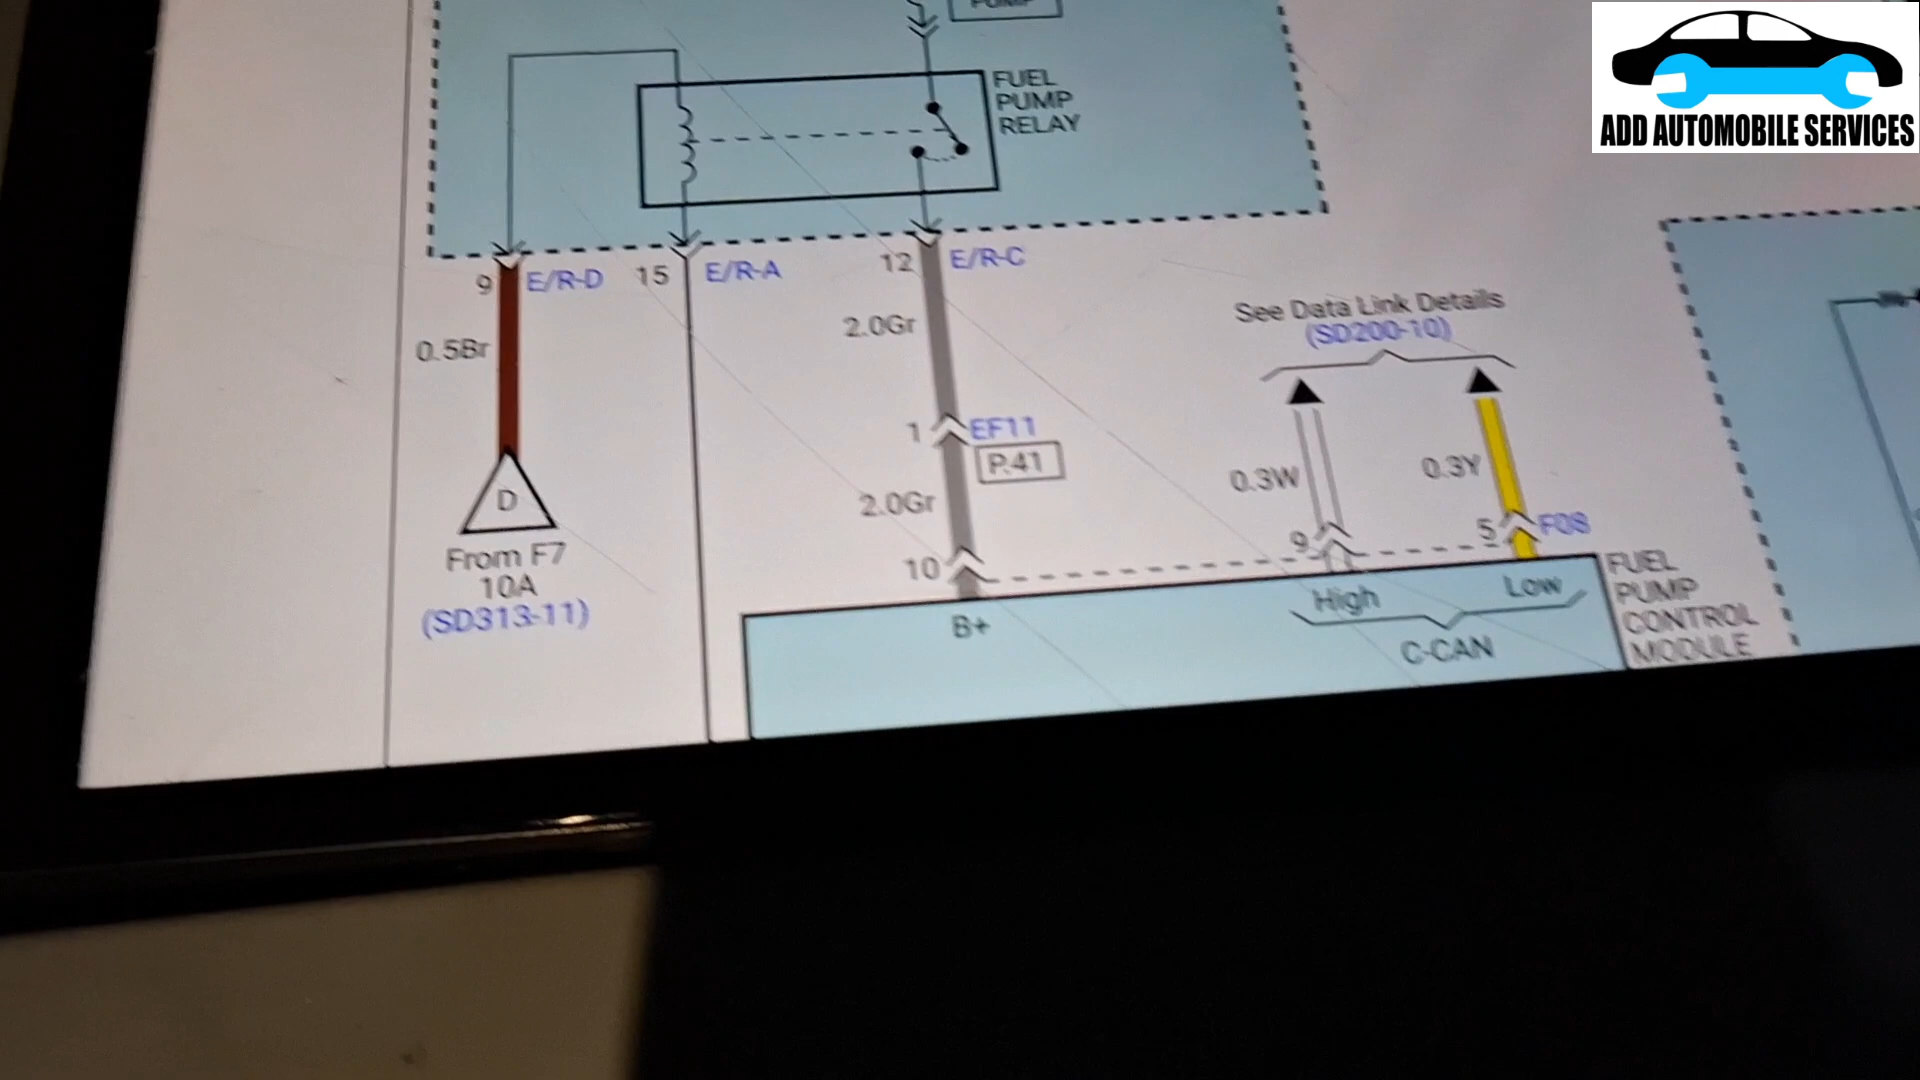 PUMP
FUEL
PUMP
RELAY
ADD AUTOMOBILE SERVICES
9
E/R-D
15
E/R-A
12
E/R-C
0.5Br
2.0Gr
See Data Link Details
(SD200-10)
1
EF11
P.41
D
2.0Gr
0.3W
0.3Y
From F7
10A
(SD313-11)
10
9
5
F08
B+
High
Low
C-CAN
FUEL
PUMP
CONTROL
MODULE